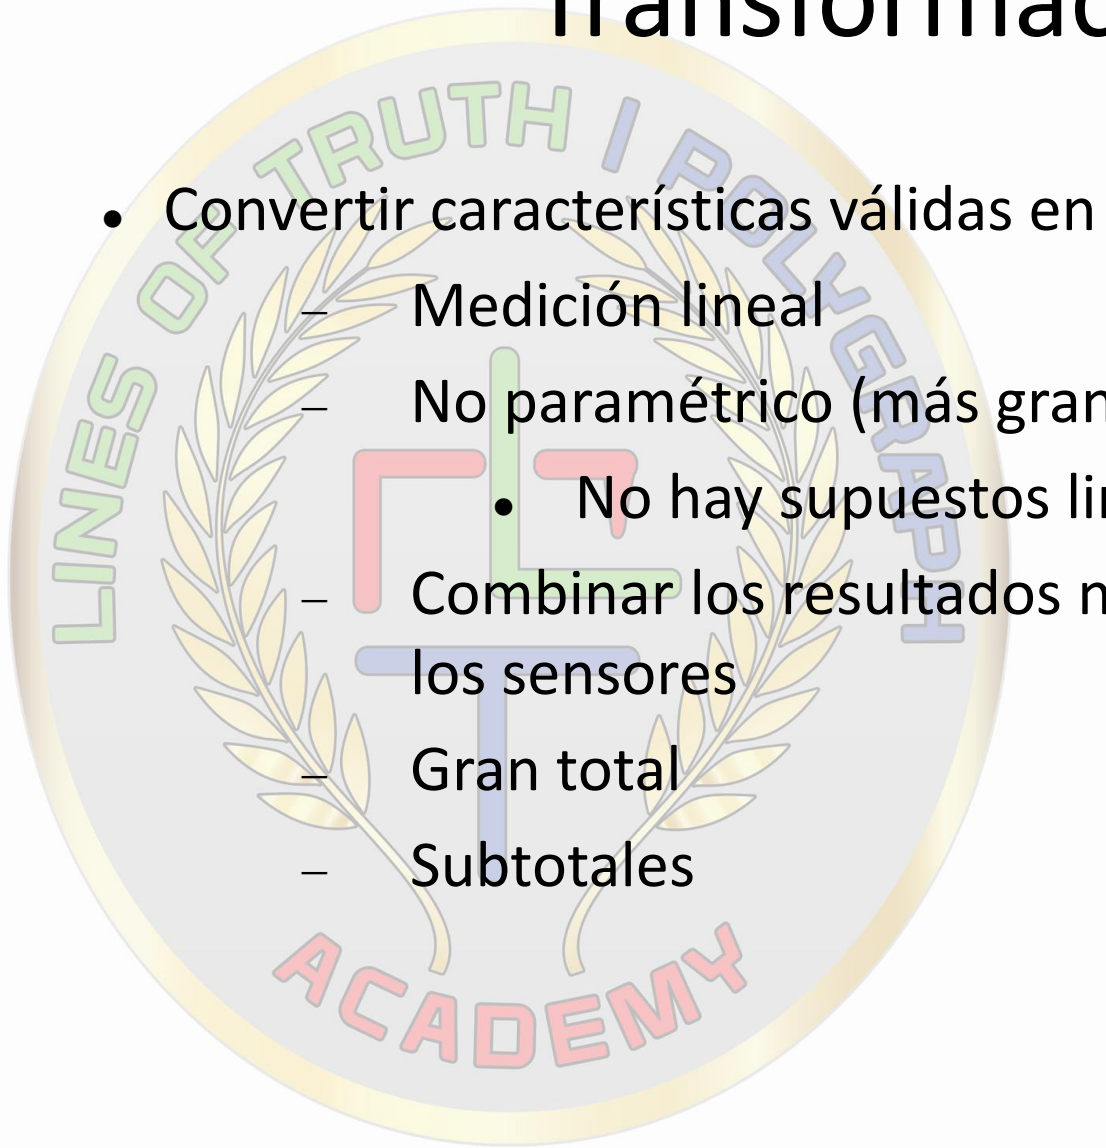 Transformac
• Convertir características válidas en
– Medición lineal
– No paramétrico (más gran
• No hay supuestos lin
– Combinar los resultados n
los sensores
– Gran total
– Subtotales
LINES OF TRUTH | POLYGRAPH
ACADEMY